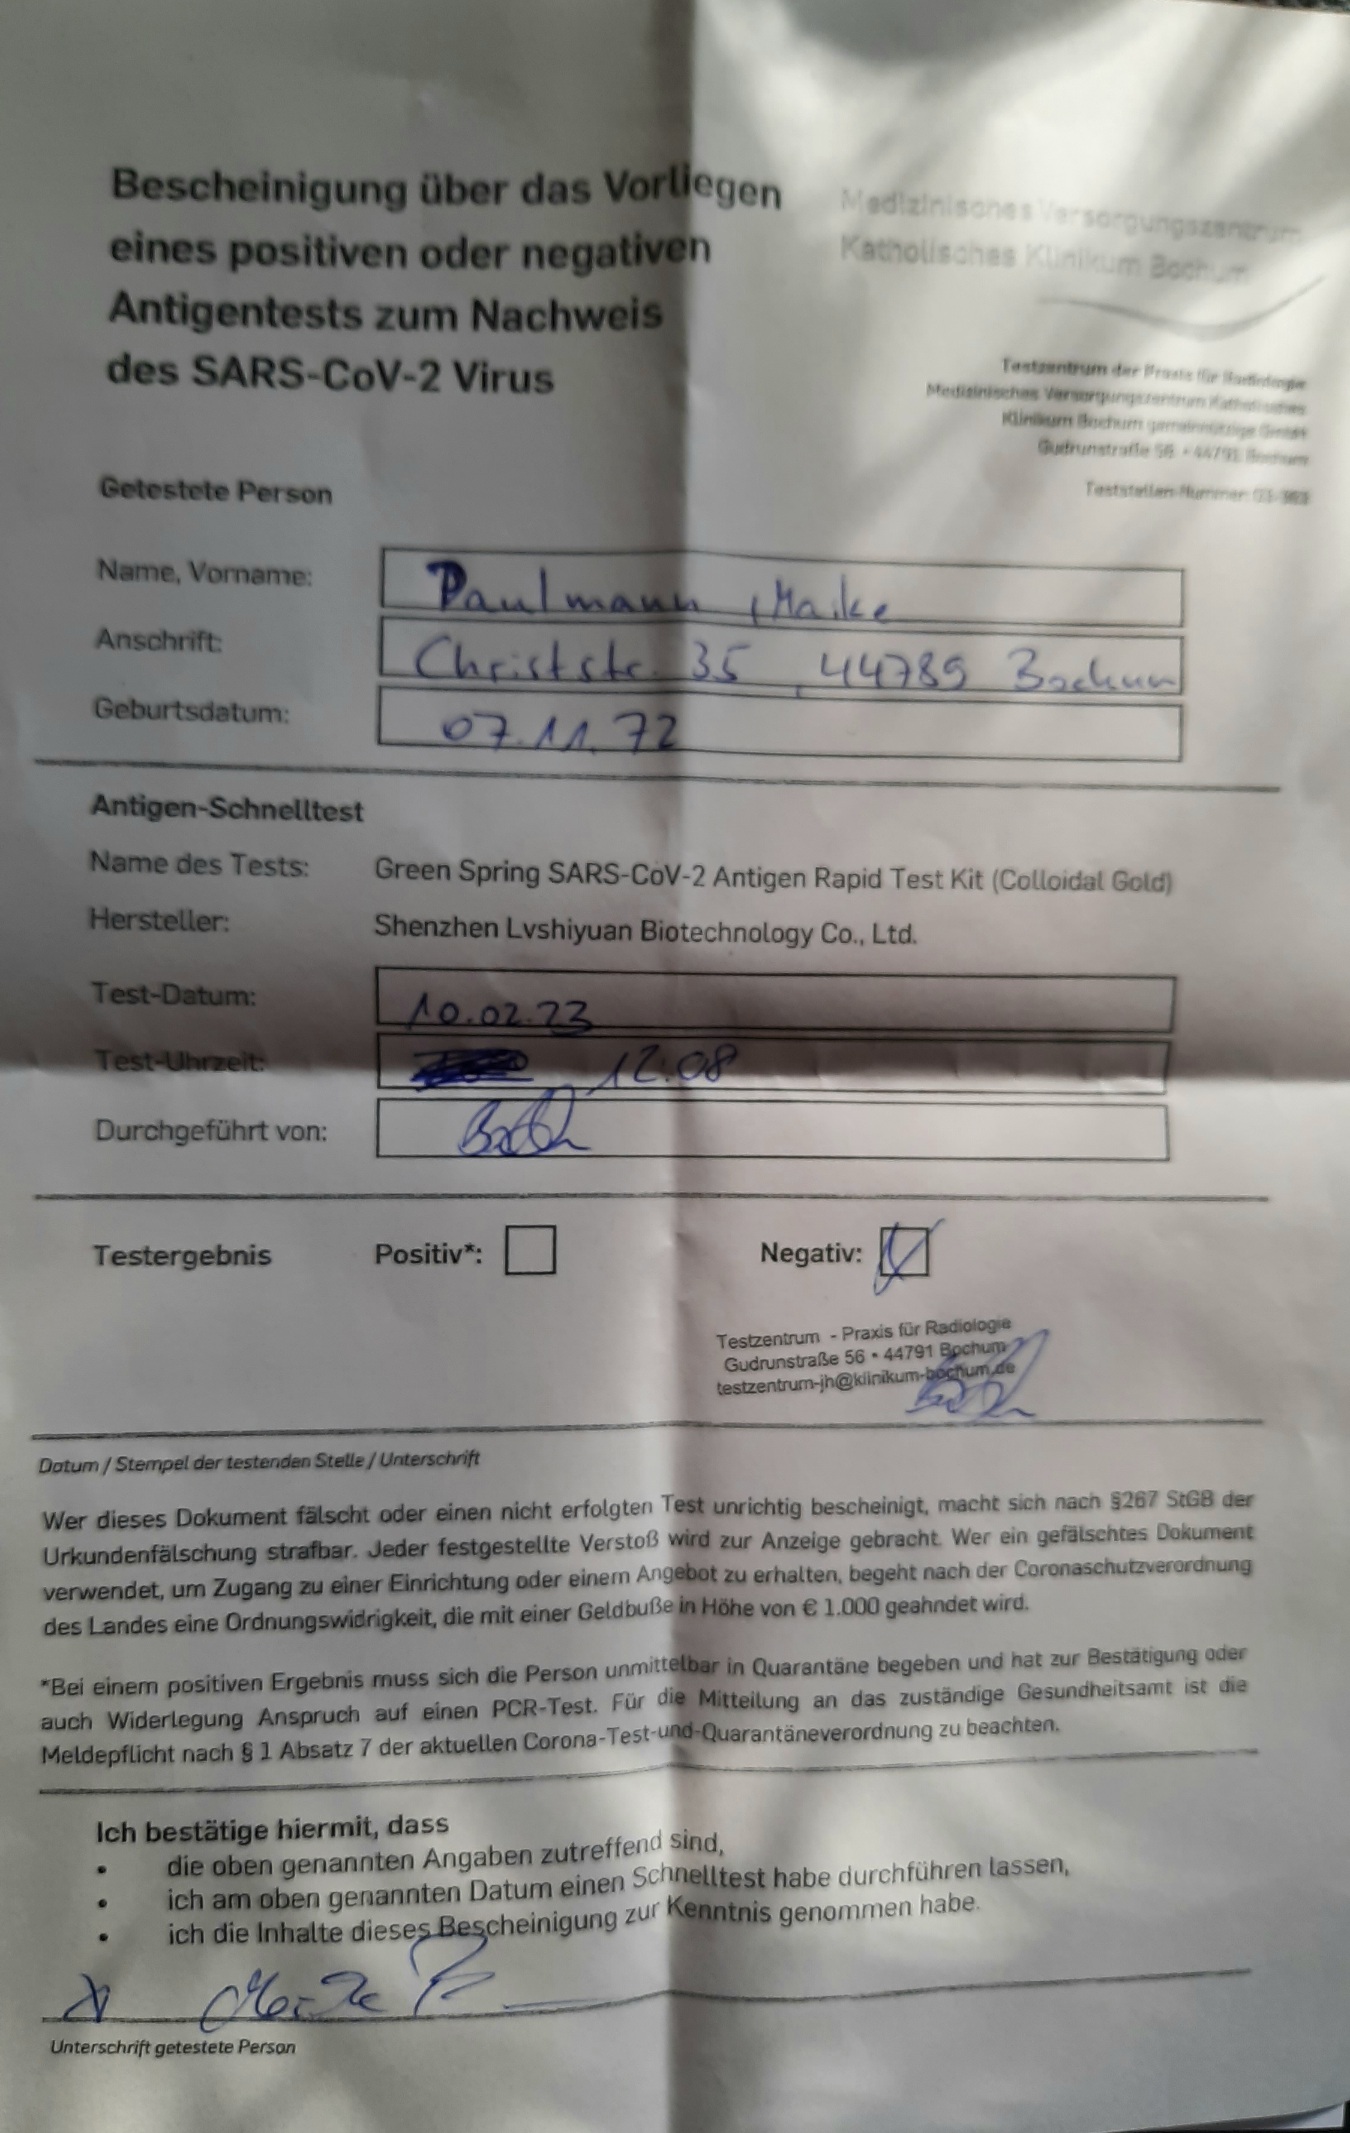 Bescheinigung über das Vorliegen
eines positiven oder negativen
Antigentests zum Nachweis
des SARS-CoV-2 Virus
Medizinisches Versorgungszentrum
Katholisches Klinikum Bochum
Testzentrum der Praxis für Radiologie
Medizinisches Versorgungszentrum Katholisches
Klinikum Bochum gemeinnützige GmbH
Gudrunstraße 56 • 44791 Bochum
Teststellen-Nummer:
Getestete Person
Name, Vorname: Paulmann, Maike
Anschrift: Christstr. 35, 44789 Bochum
Geburtsdatum: 07.11.72
Antigen-Schnelltest
Name des Tests: Green Spring SARS-CoV-2 Antigen Rapid Test Kit (Colloidal Gold)
Hersteller: Shenzhen Lvshiyuan Biotechnology Co., Ltd.
Test-Datum: 10.02.23
Test-Uhrzeit: 12:08
Durchgeführt von:
Testergebnis Positiv*: Negativ:
Testzentrum - Praxis für Radiologie
Gudrunstraße 56 • 44791 Bochum
testzentrum-jh@klinikum-bochum.de
Datum / Stempel der testenden Stelle / Unterschrift
Wer dieses Dokument fälscht oder einen nicht erfolgten Test unrichtig bescheinigt, macht sich nach §267 StGB der
Urkundenfälschung strafbar. Jeder festgestellte Verstoß wird zur Anzeige gebracht. Wer ein gefälschtes Dokument
verwendet, um Zugang zu einer Einrichtung oder einem Angebot zu erhalten, begeht nach der Coronaschutzverordnung
des Landes eine Ordnungswidrigkeit, die mit einer Geldbuße in Höhe von € 1.000 geahndet wird.
*Bei einem positiven Ergebnis muss sich die Person unmittelbar in Quarantäne begeben und hat zur Bestätigung oder
auch Widerlegung Anspruch auf einen PCR-Test. Für die Mitteilung an das zuständige Gesundheitsamt ist die
Meldepflicht nach § 1 Absatz 7 der aktuellen Corona-Test-und-Quarantäneverordnung zu beachten.
Ich bestätige hiermit, dass
• die oben genannten Angaben zutreffend sind,
• ich am oben genannten Datum einen Schnelltest habe durchführen lassen,
• ich die Inhalte dieses Bescheinigung zur Kenntnis genommen habe.
x Maike P
Unterschrift getestete Person